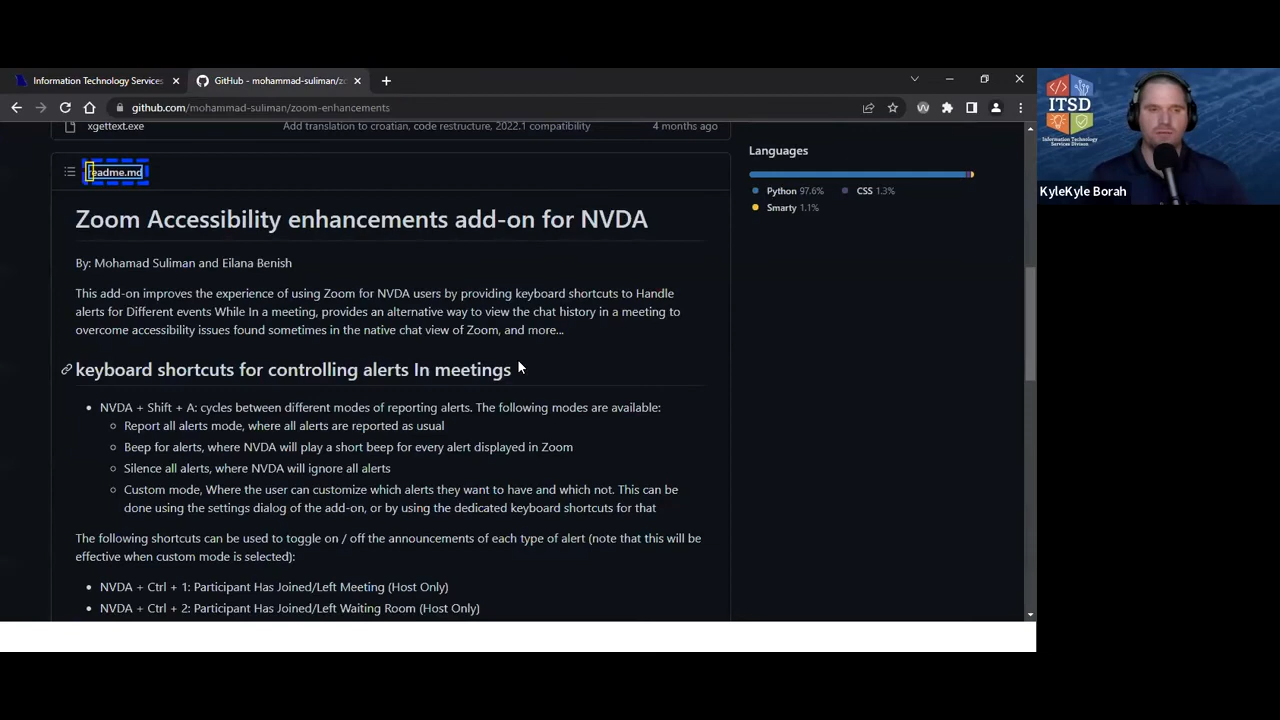 Information Technology Services
GitHub - mohammad-suliman/zo
github.com/mohammad-suliman/zoom-enhancements
xgettext.exe Add translation to croatian, code restructure, 2022.1 compatibility 4 months ago
readme.md
Zoom Accessibility enhancements add-on for NVDA
By: Mohamad Suliman and Eilana Benish
This add-on improves the experience of using Zoom for NVDA users by providing keyboard shortcuts to Handle
alerts for Different events While In a meeting, provides an alternative way to view the chat history in a meeting to
overcome accessibility issues found sometimes in the native chat view of Zoom, and more...
keyboard shortcuts for controlling alerts In meetings
NVDA + Shift + A: cycles between different modes of reporting alerts. The following modes are available:
Report all alerts mode, where all alerts are reported as usual
Beep for alerts, where NVDA will play a short beep for every alert displayed in Zoom
Silence all alerts, where NVDA will ignore all alerts
Custom mode, Where the user can customize which alerts they want to have and which not. This can be
done using the settings dialog of the add-on, or by using the dedicated keyboard shortcuts for that
The following shortcuts can be used to toggle on / off the announcements of each type of alert (note that this will be
effective when custom mode is selected):
NVDA + Ctrl + 1: Participant Has Joined/Left Meeting (Host Only)
NVDA + Ctrl + 2: Participant Has Joined/Left Waiting Room (Host Only)
Languages
Python 97.6% CSS 1.3%
Smarty 1.1%
ITSD
Information Technology
Services Division
KyleKyle Borah